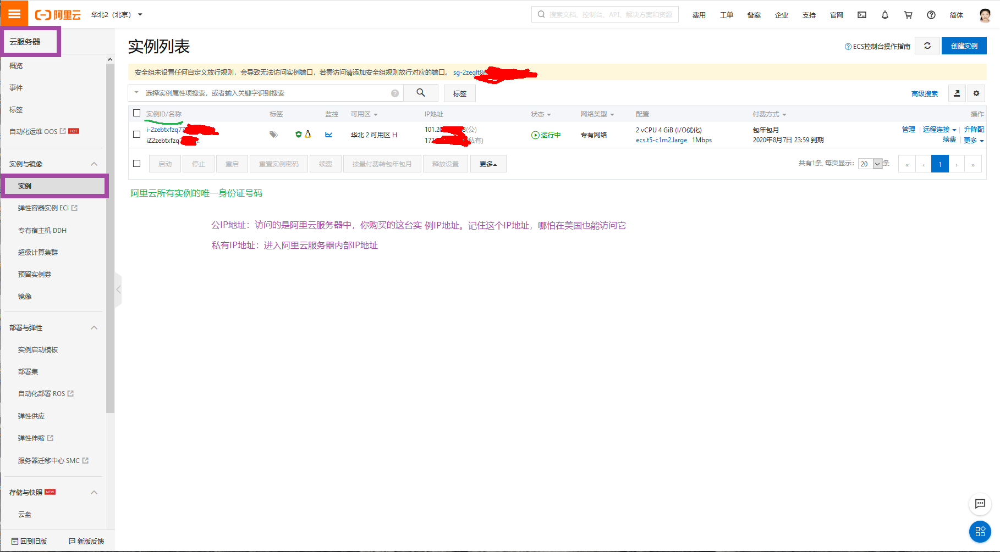 阿里云 华北2（北京） 搜索文档、控制台、API、解决方案和资源 费用 工单 备案 企业 支持 官网 简体
云服务器
概览
事件
标签
自动化运维 OOS HOT
实例与镜像
实例
弹性容器实例 ECI
专有宿主机 DDH
超级计算集群
预留实例券
镜像
部署与弹性
实例启动模板
部署集
自动化部署 ROS
弹性供应
弹性伸缩
服务器迁移中心 SMC
存储与快照 NEW
云盘
回到旧版 新版反馈
实例列表 ECS控制台操作指南 创建实例
安全组未设置任何自定义放行规则，会导致无法访问实例端口，若需访问请添加安全组规则放行对应的端口。 sg-2zeglt8
选择实例属性项搜索，或者输入关键字识别搜索 标签 高级搜索
实例ID/名称 标签 监控 可用区 IP地址 状态 网络类型 配置 付费方式 操作
i-2zebtxfzq77 101.20 3(公) 2 vCPU 4 GiB (I/O优化) 包年包月 管理 远程连接 升降配
华北 2 可用区 H 运行中 专有网络
iZ2zebtxfzq7 172 私有) ecs.t5-c1m2.large 1Mbps 2020年8月7日 23:59 到期 续费 更多
启动 停止 重启 重置实例密码 续费 按量付费转包年包月 释放设置 更多 共有1条, 每页显示: 20 条 « ‹ 1 › »
阿里云所有实例的唯一身份证号码
公IP地址：访问的是阿里云服务器中，你购买的这台实 例IP地址。记住这个IP地址，哪怕在美国也能访问它
私有IP地址：进入阿里云服务器内部IP地址